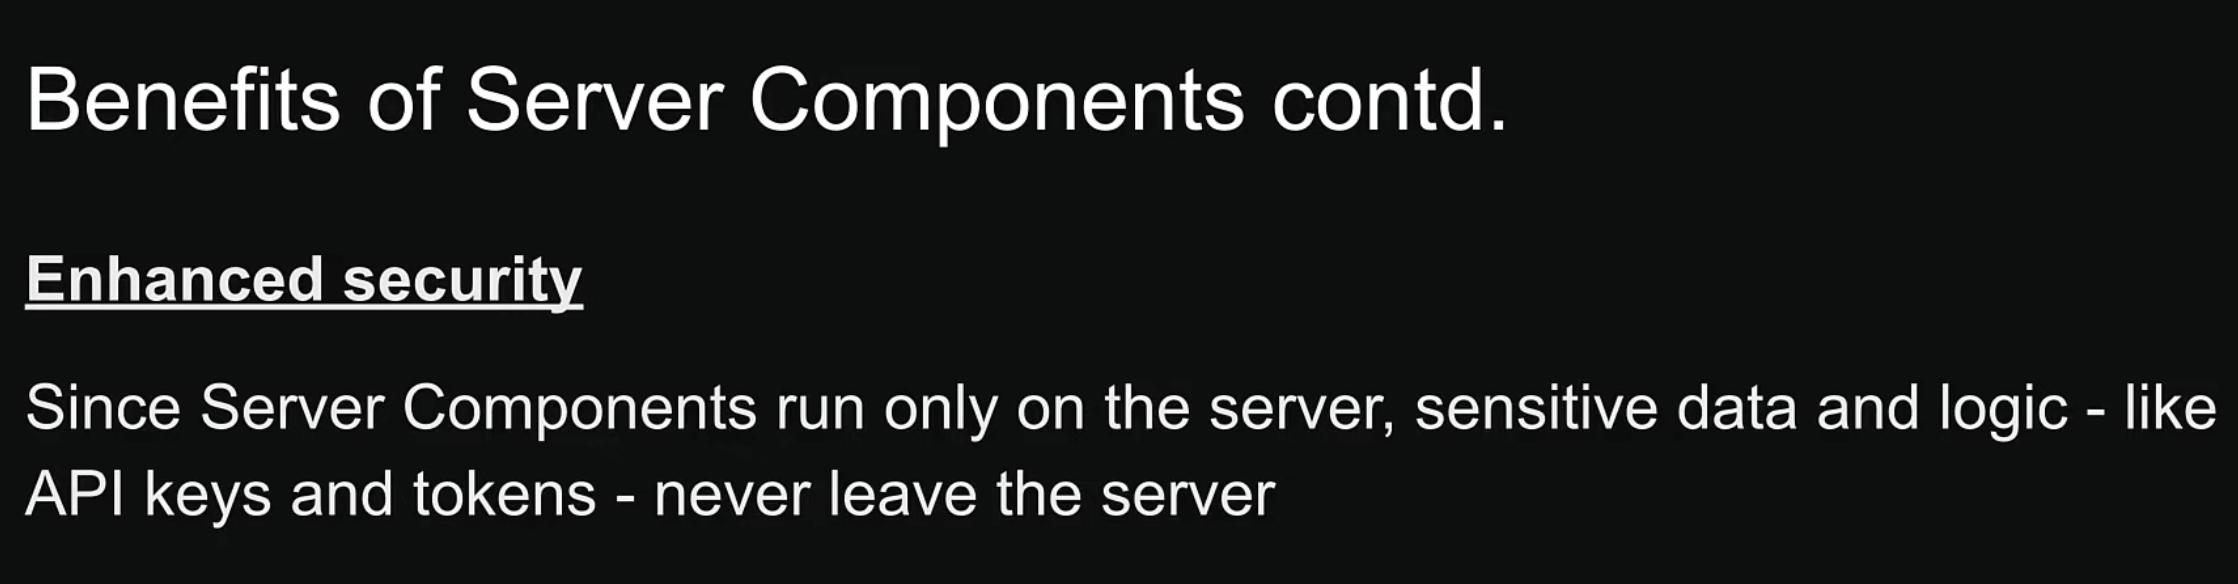 Benefits of Server Components contd.
Enhanced security
Since Server Components run only on the server, sensitive data and logic - like
API keys and tokens - never leave the server